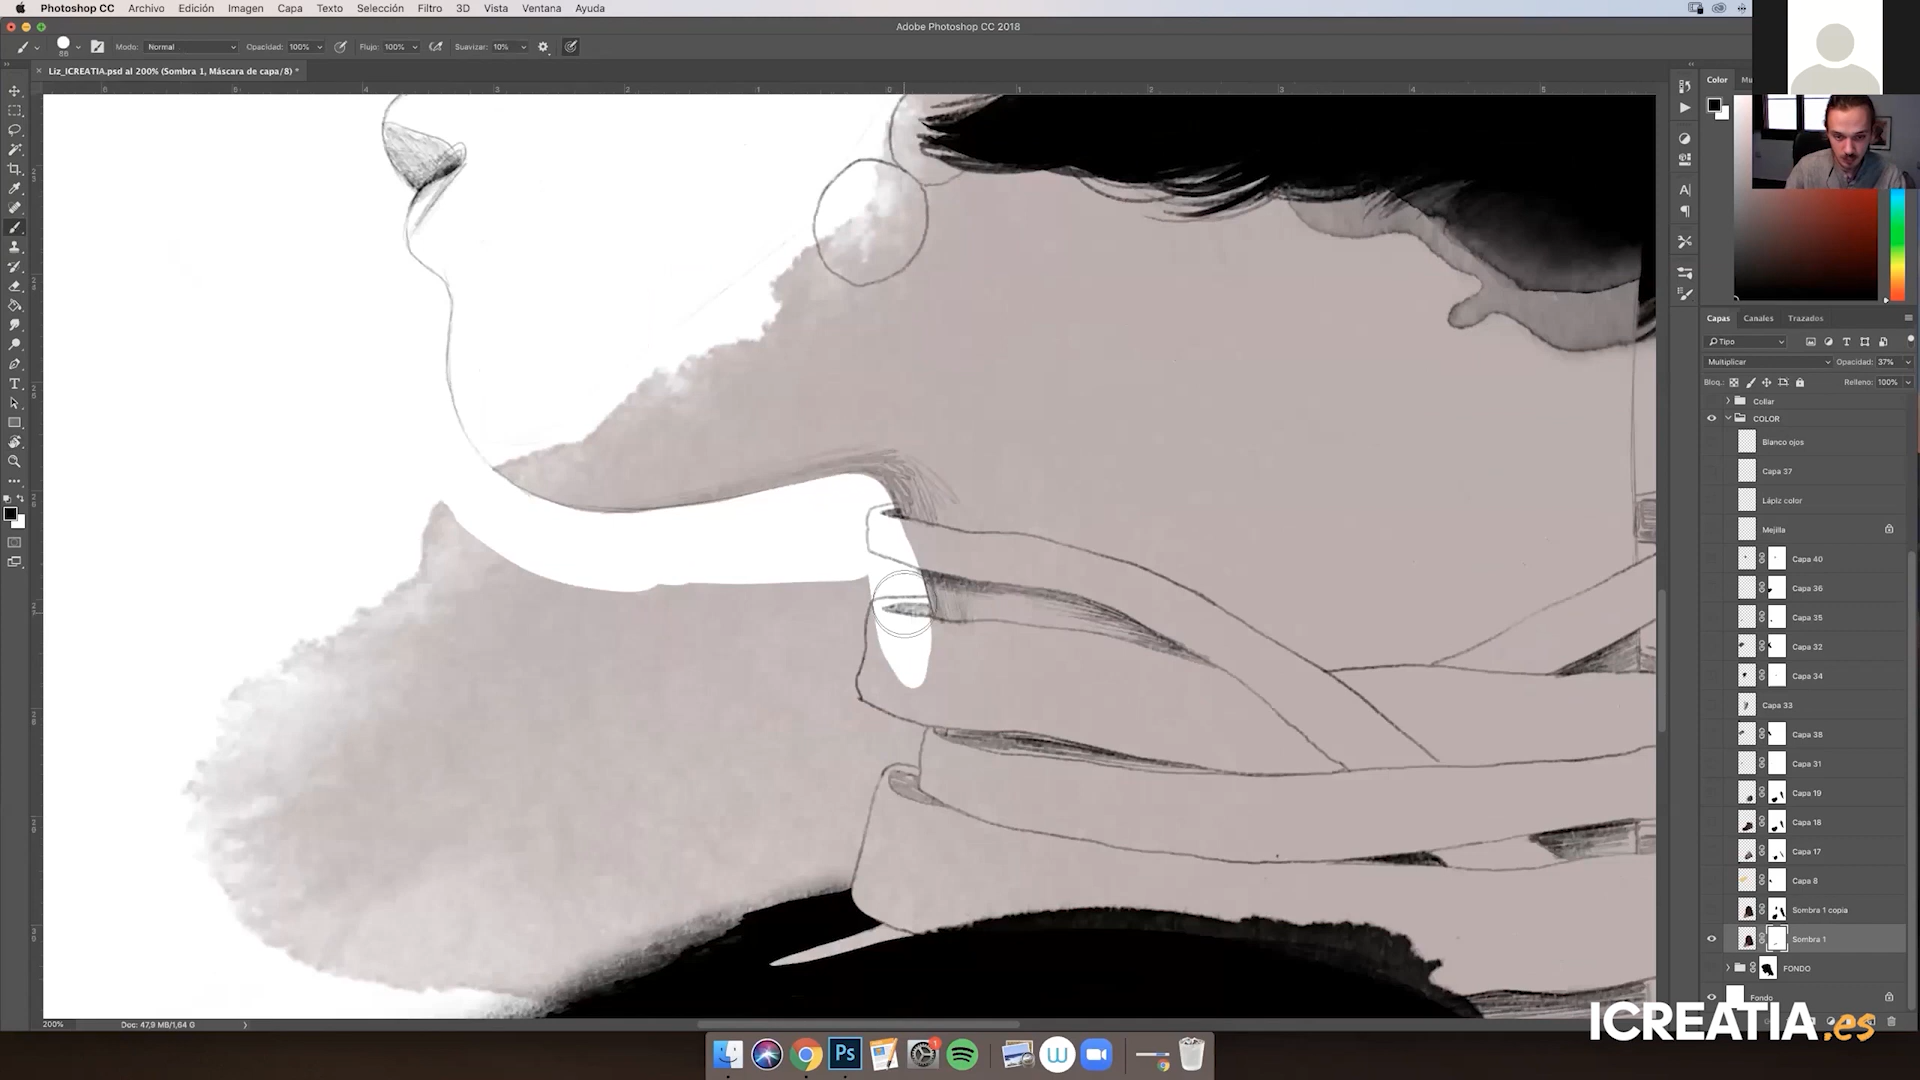 Photoshop CC Archivo Edición Imagen Capa Texto Selección Filtro 3D Vista Ventana Ayuda
Adobe Photoshop CC 2018
88 Modo: Normal Opacidad: 100% Flujo: 100% Suavizar: 10%
Liz_ICREATIA.psd al 200% (Sombra 1, Máscara de capa/8) *
Color Mu
Capas Canales Trazados
Tipo
Multiplicar Opacidad: 37%
Bloq.: Relleno: 100%
Collar
COLOR
Blanco ojos
Capa 37
Lápiz color
Mejilla
Capa 40
Capa 36
Capa 35
Capa 32
Capa 34
Capa 33
Capa 38
Capa 31
Capa 19
Capa 18
Capa 17
Capa 8
Sombra 1 copia
Sombra 1
FONDO
Fondo
200% Doc: 47,9 MB/1,64 G
ICREATIA.es
Ps
W